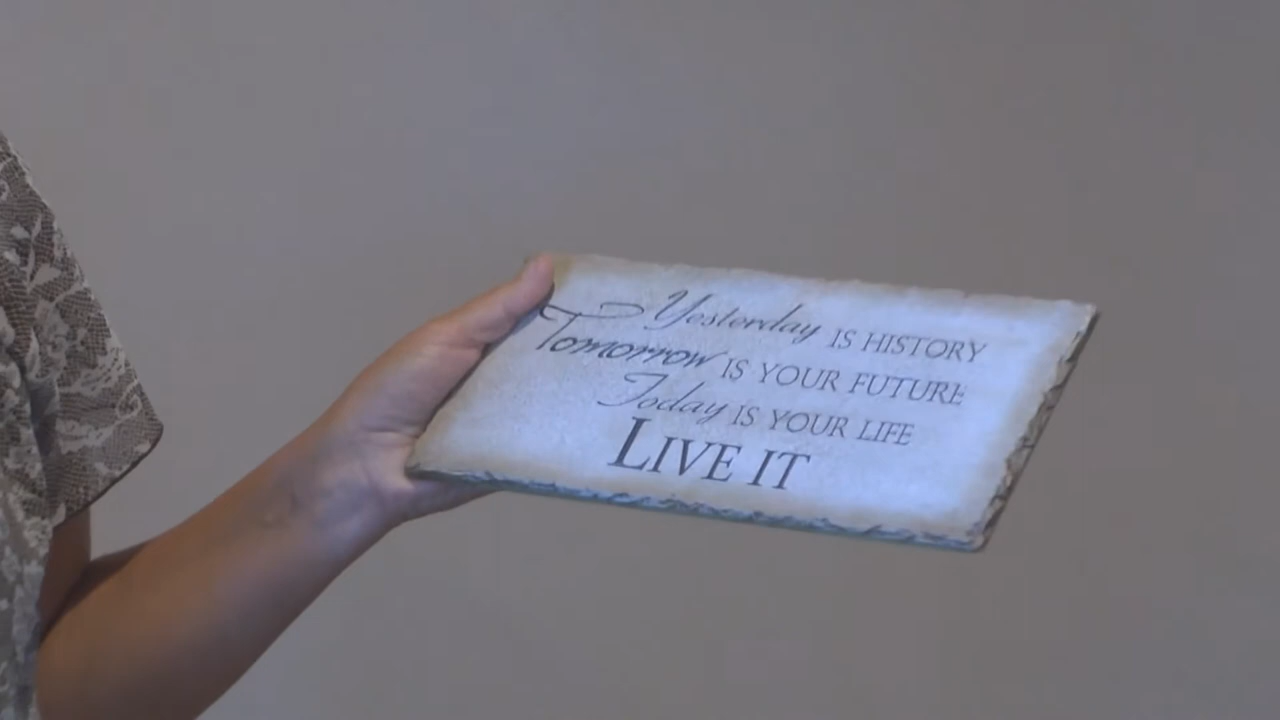 Yesterday IS HISTORY
Tomorrow IS YOUR FUTURE
Today IS YOUR LIFE
LIVE IT